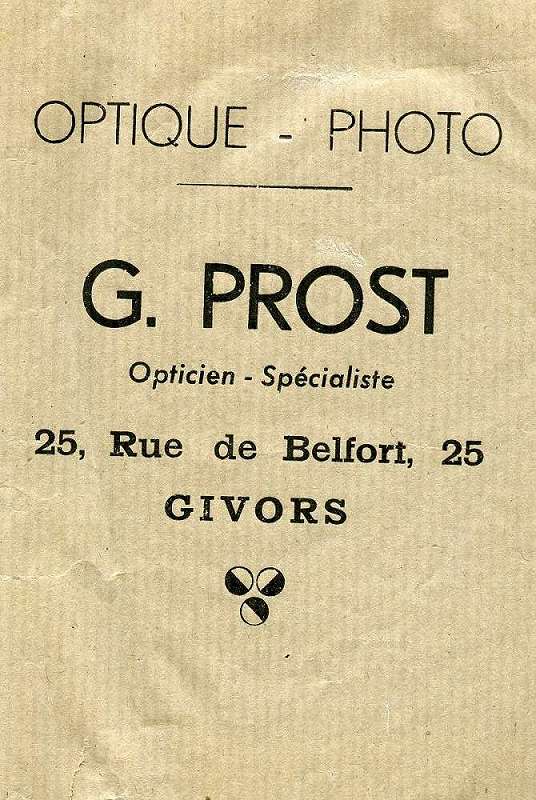 OPTIQUE - PHOTO
G. PROST
Opticien - Spécialiste
25, Rue de Belfort, 25
GIVORS